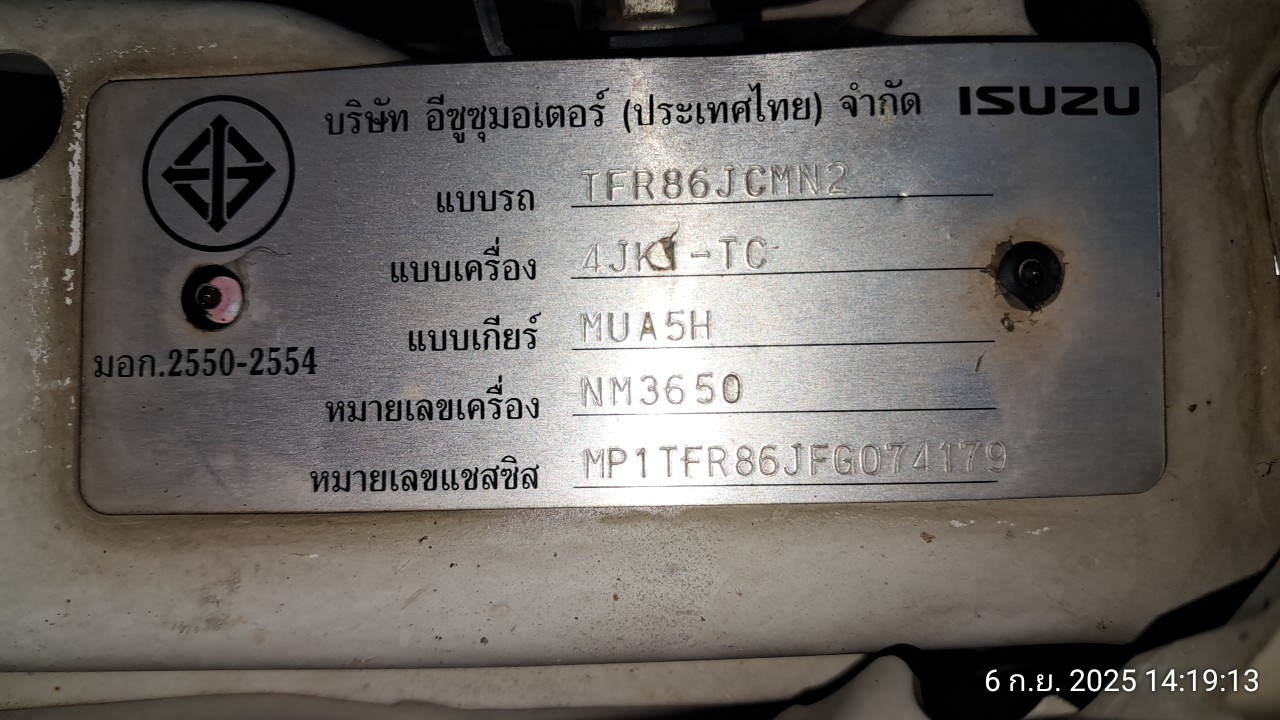 บริษัท อีซูซุมอเตอร์ (ประเทศไทย) จำกัด ISUZU
แบบรถ TFR86JCMN2
แบบเครื่อง 4JK1-TC
แบบเกียร์ MUA5H
มอก.2550-2554
หมายเลขเครื่อง NM3650
หมายเลขแชสซิส MP1TFR86JFG074179
6 ก.ย. 2025 14:19:13